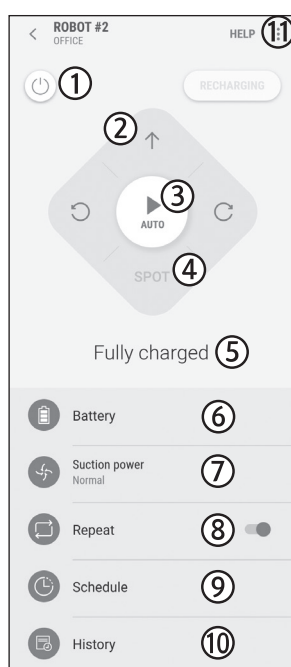 ROBOT #2
OFFICE
HELP
11
1
RECHARGING
2
3
AUTO
4
SPOT
Fully charged 5
Battery 6
Suction power
Normal
7
Repeat 8
Schedule 9
History 10